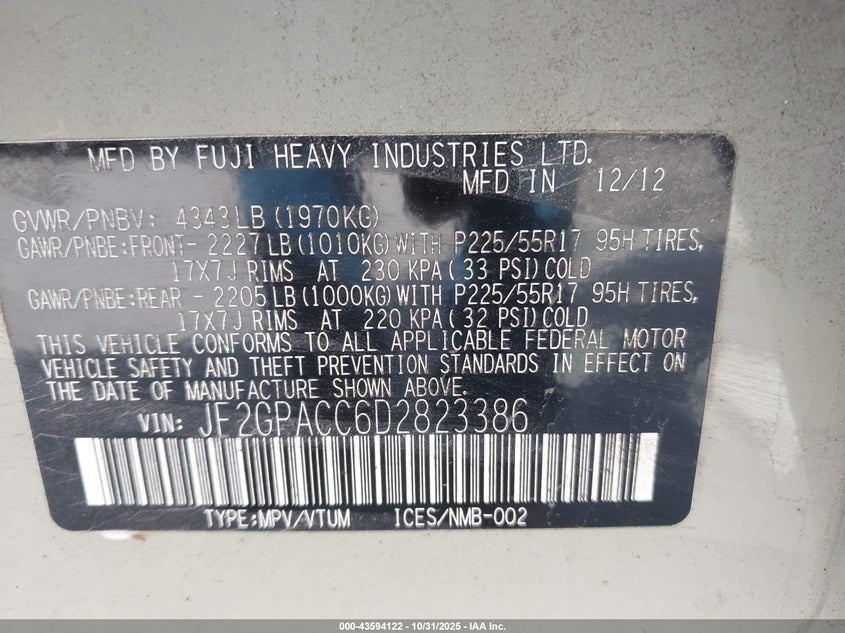 MFD BY FUJI HEAVY INDUSTRIES LTD.
MFD IN 12/12
GVWR/PNBV: 4343LB(1970KG)
GAWR/PNBE:FRONT- 2227LB(1010KG)WITH P225/55R17 95H TIRES,
17X7J RIMS AT 230 KPA(33 PSI)COLD
GAWR/PNBE:REAR - 2205LB(1000KG)WITH P225/55R17 95H TIRES,
17X7J RIMS AT 220 KPA(32 PSI)COLD
THIS VEHICLE CONFORMS TO ALL APPLICABLE FEDERAL MOTOR
VEHICLE SAFETY AND THEFT PREVENTION STANDARDS IN EFFECT ON
THE DATE OF MANUFACTURE SHOWN ABOVE.
VIN: JF2GPACC6D2823386
TYPE:MPV/VTUM ICES/NMB-002
000-43594122 - 10/31/2025 - IAA Inc.